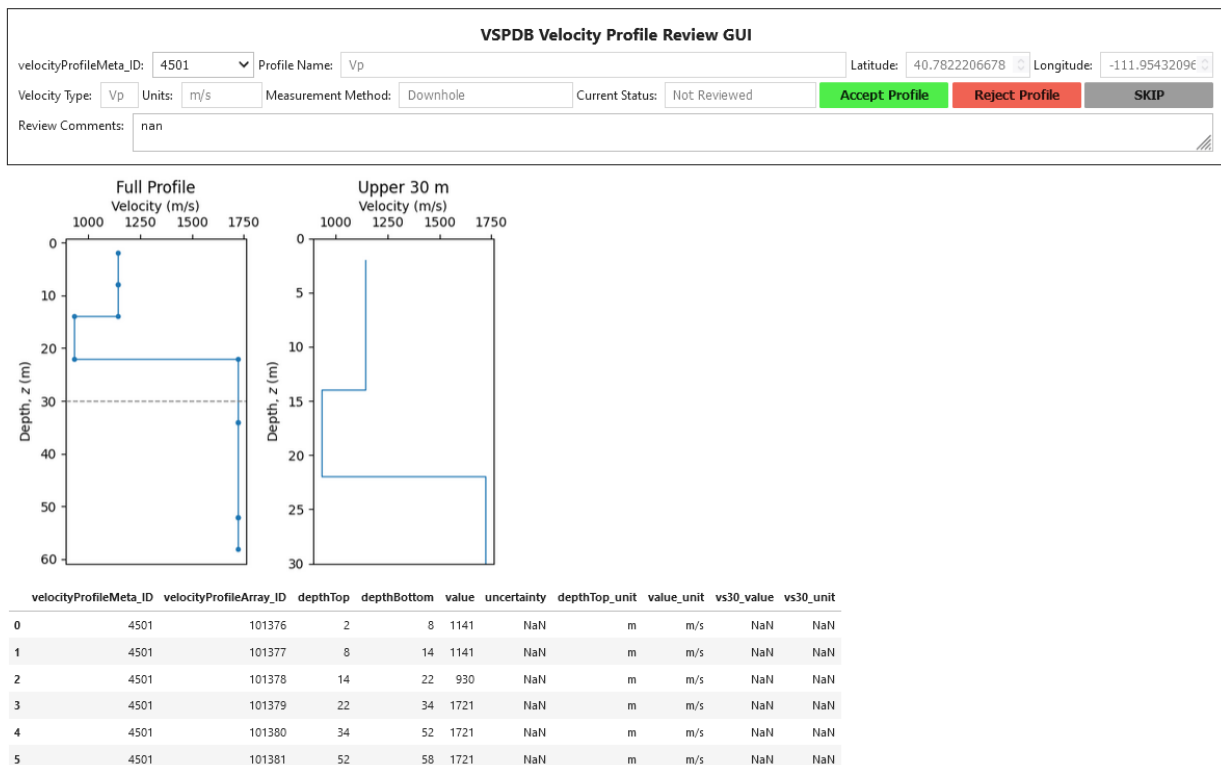 VSPDB Velocity Profile Review GUI
velocityProfileMeta_ID: 4501 Profile Name: Vp Latitude: 40.7822206678 Longitude: -111.95432096
Velocity Type: Vp Units: m/s Measurement Method: Downhole Current Status: Not Reviewed Accept Profile Reject Profile SKIP
Review Comments: nan
Full Profile
Velocity (m/s)
1000 1250 1500 1750
0
10
20
30
40
50
60
Depth, z (m)
Upper 30 m
Velocity (m/s)
1000 1250 1500 1750
0
5
10
15
20
25
30
Depth, z (m)
velocityProfileMeta_ID velocityProfileArray_ID depthTop depthBottom value uncertainty depthTop_unit value_unit vs30_value vs30_unit
0 4501 101376 2 8 1141 NaN m m/s NaN NaN
1 4501 101377 8 14 1141 NaN m m/s NaN NaN
2 4501 101378 14 22 930 NaN m m/s NaN NaN
3 4501 101379 22 34 1721 NaN m m/s NaN NaN
4 4501 101380 34 52 1721 NaN m m/s NaN NaN
5 4501 101381 52 58 1721 NaN m m/s NaN NaN